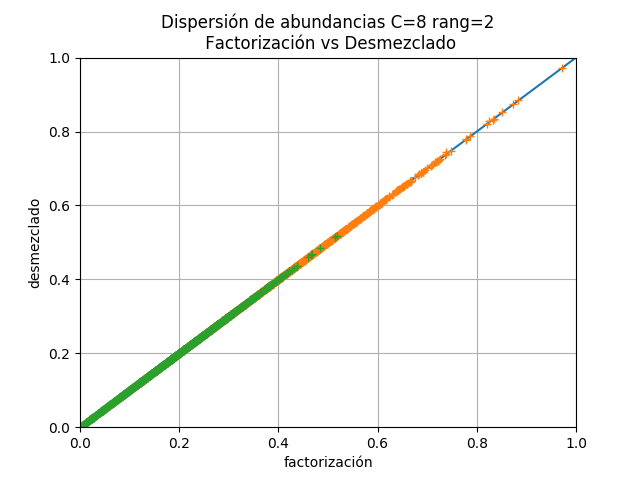 Dispersión de abundancias C=8 rang=2
Factorización vs Desmezclado
1.0
0.8
0.6
0.4
0.2
0.0
desmezclado
0.0 0.2 0.4 0.6 0.8 1.0
factorización